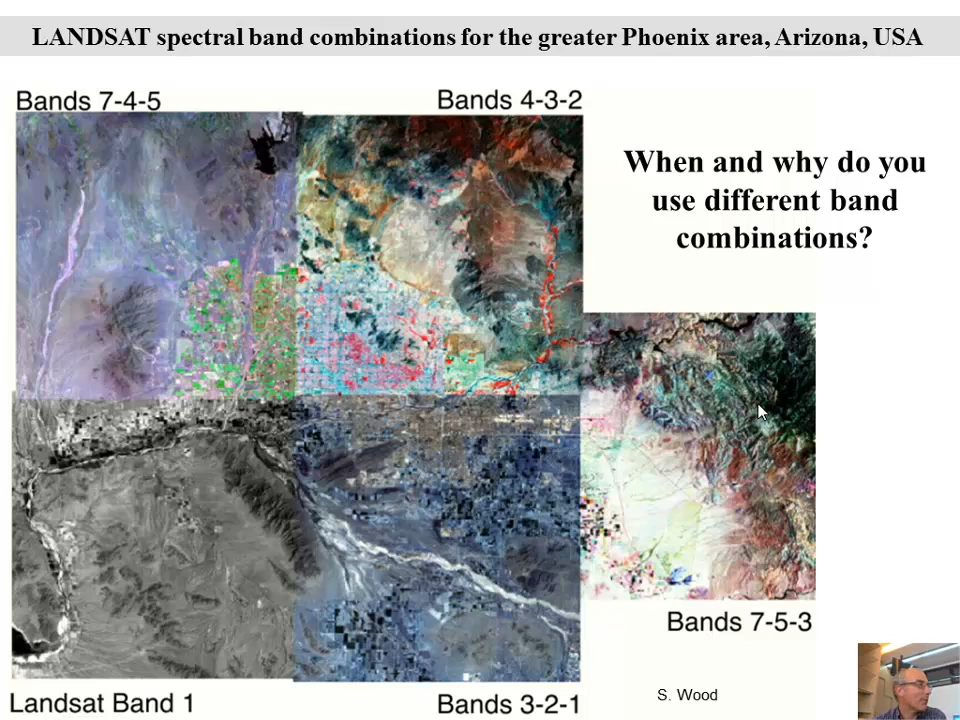 LANDSAT spectral band combinations for the greater Phoenix area, Arizona, USA
Bands 7-4-5
Bands 4-3-2
When and why do you
use different band
combinations?
Bands 7-5-3
Landsat Band 1
Bands 3-2-1
S. Wood